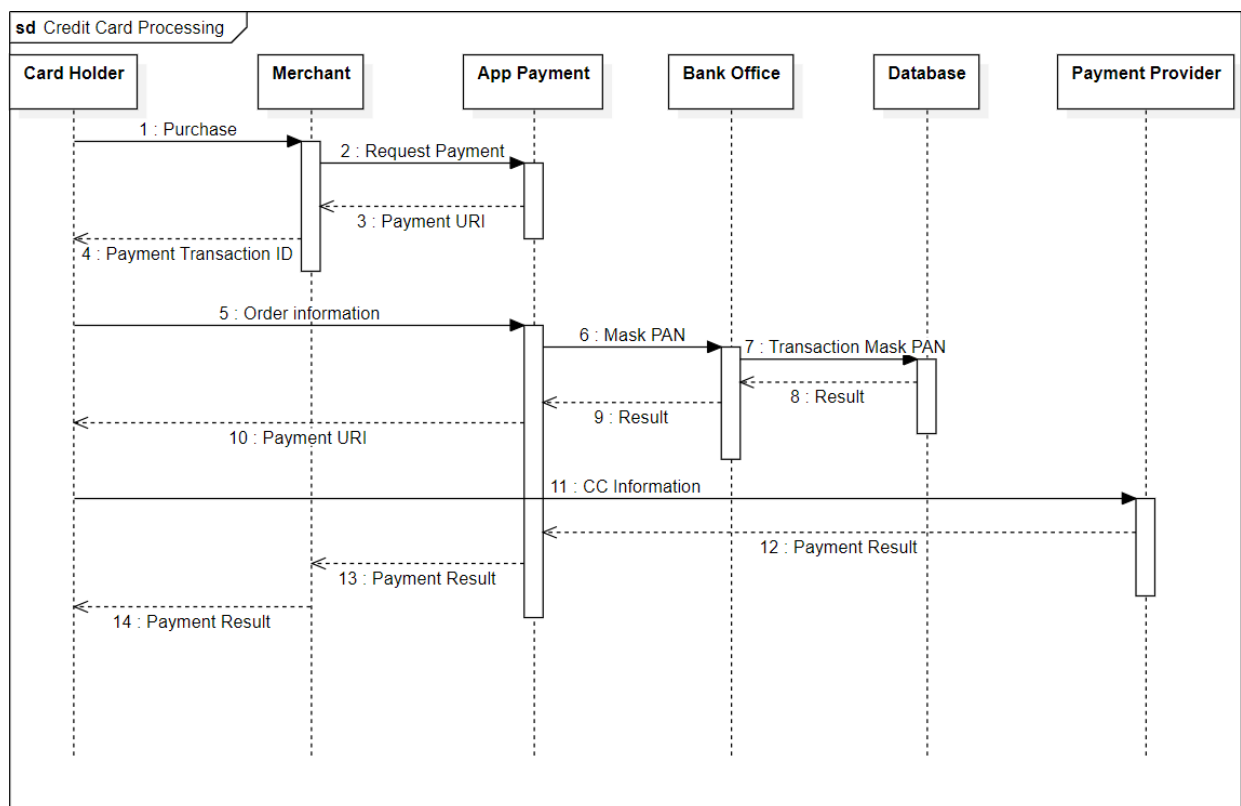 sd Credit Card Processing
Card Holder
Merchant
App Payment
Bank Office
Database
Payment Provider
1 : Purchase
2 : Request Payment
3 : Payment URI
4 : Payment Transaction ID
5 : Order information
6 : Mask PAN
7 : Transaction Mask PAN
8 : Result
9 : Result
10 : Payment URI
11 : CC Information
12 : Payment Result
13 : Payment Result
14 : Payment Result